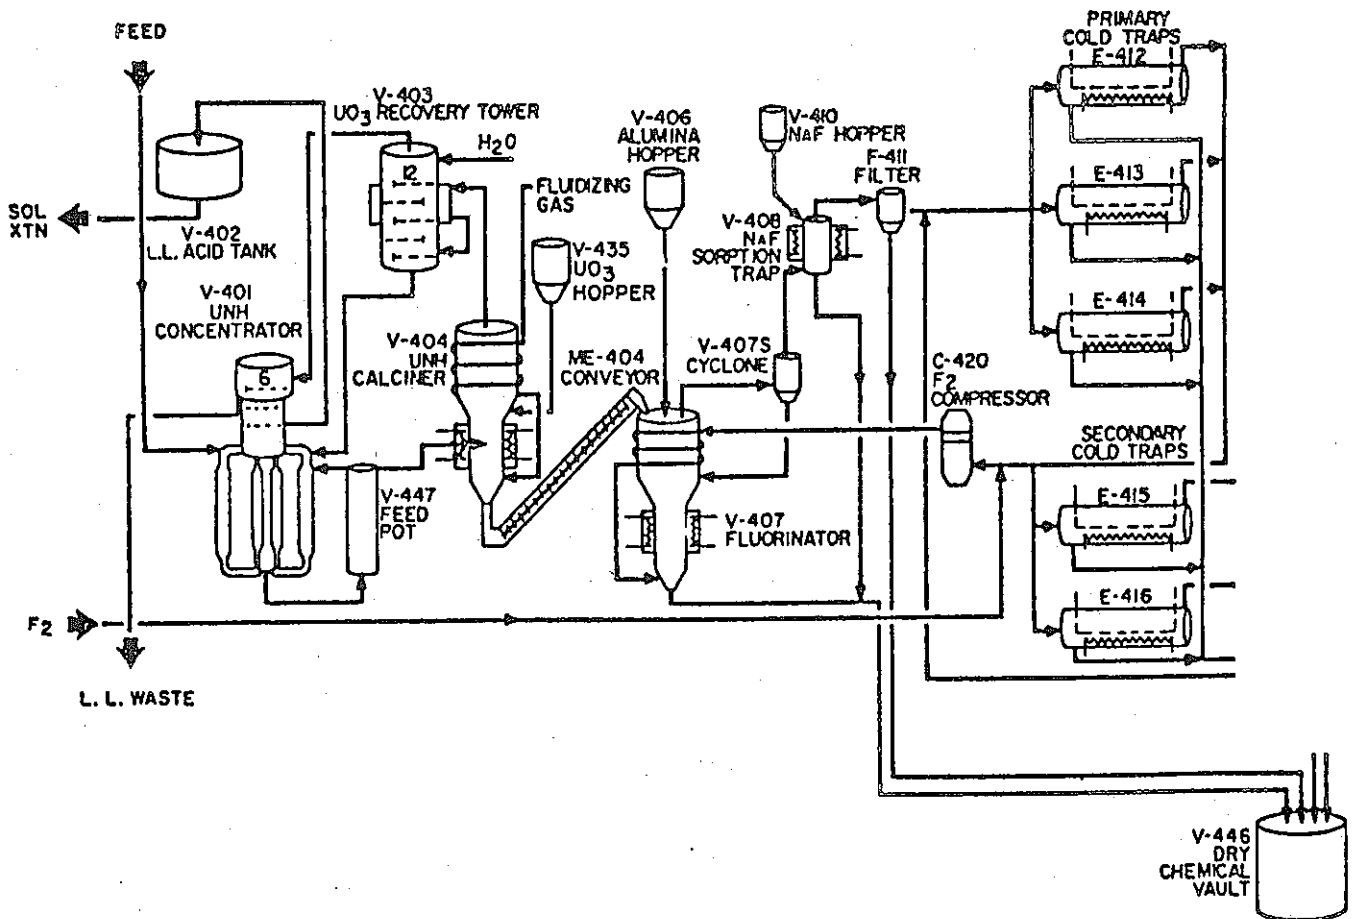 FEED
V-403
UO3 RECOVERY TOWER
H2O
12
SOL
XTN
V-402
L.L. ACID TANK
V-401
UNH
CONCENTRATOR
6
FLUIDIZING
GAS
V-435
UO3
HOPPER
V-404
UNH
CALCINER
ME-404
CONVEYOR
V-447
FEED
POT
V-406
ALUMINA
HOPPER
V-410
NaF HOPPER
F-411
FILTER
V-408
NaF
SORPTION
TRAP
V-407S
CYCLONE
C-420
F2
COMPRESSOR
V-407
FLUORINATOR
PRIMARY
COLD TRAPS
E-412
E-413
E-414
SECONDARY
COLD TRAPS
E-415
E-416
F2
L. L. WASTE
V-446
DRY
CHEMICAL
VAULT